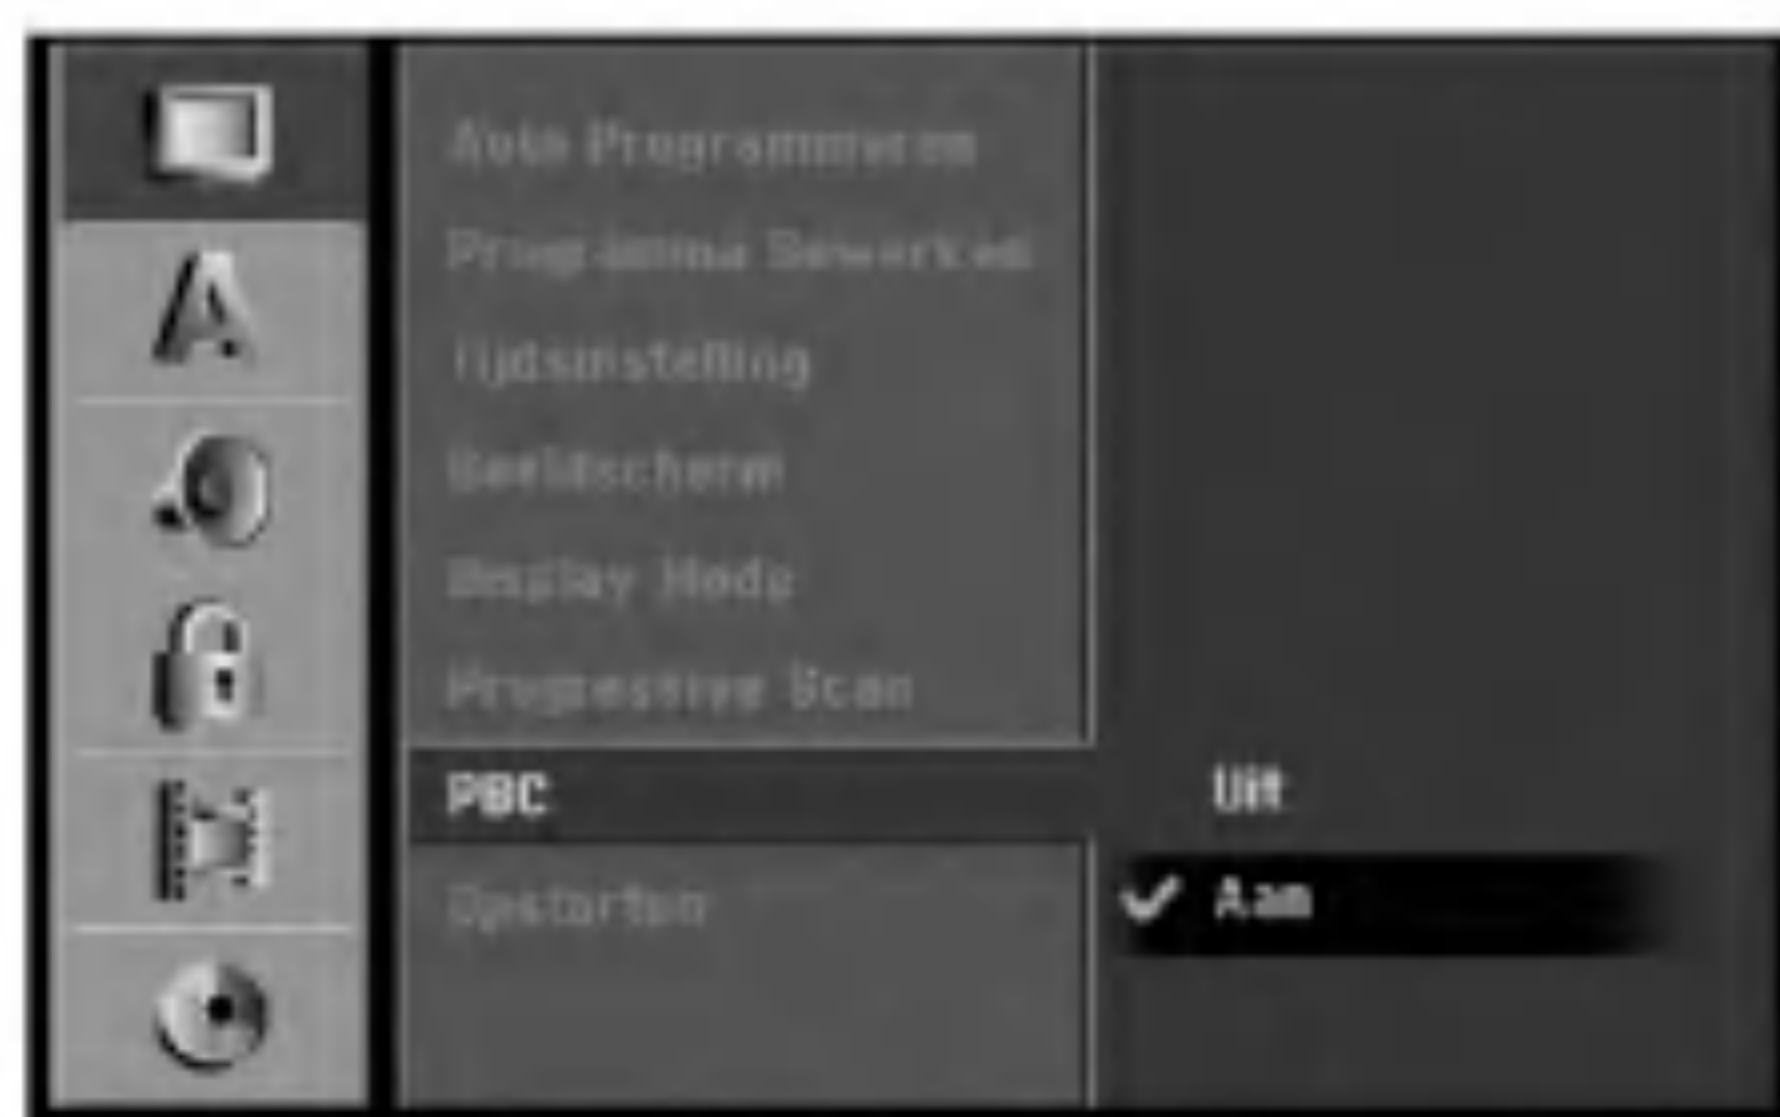 Auto Programmeren
Programma Bewerken
Tijdsinstelling
Beeldscherm
Display Mode
Progressive Scan
PBC
Uit
Opstarten
Aan